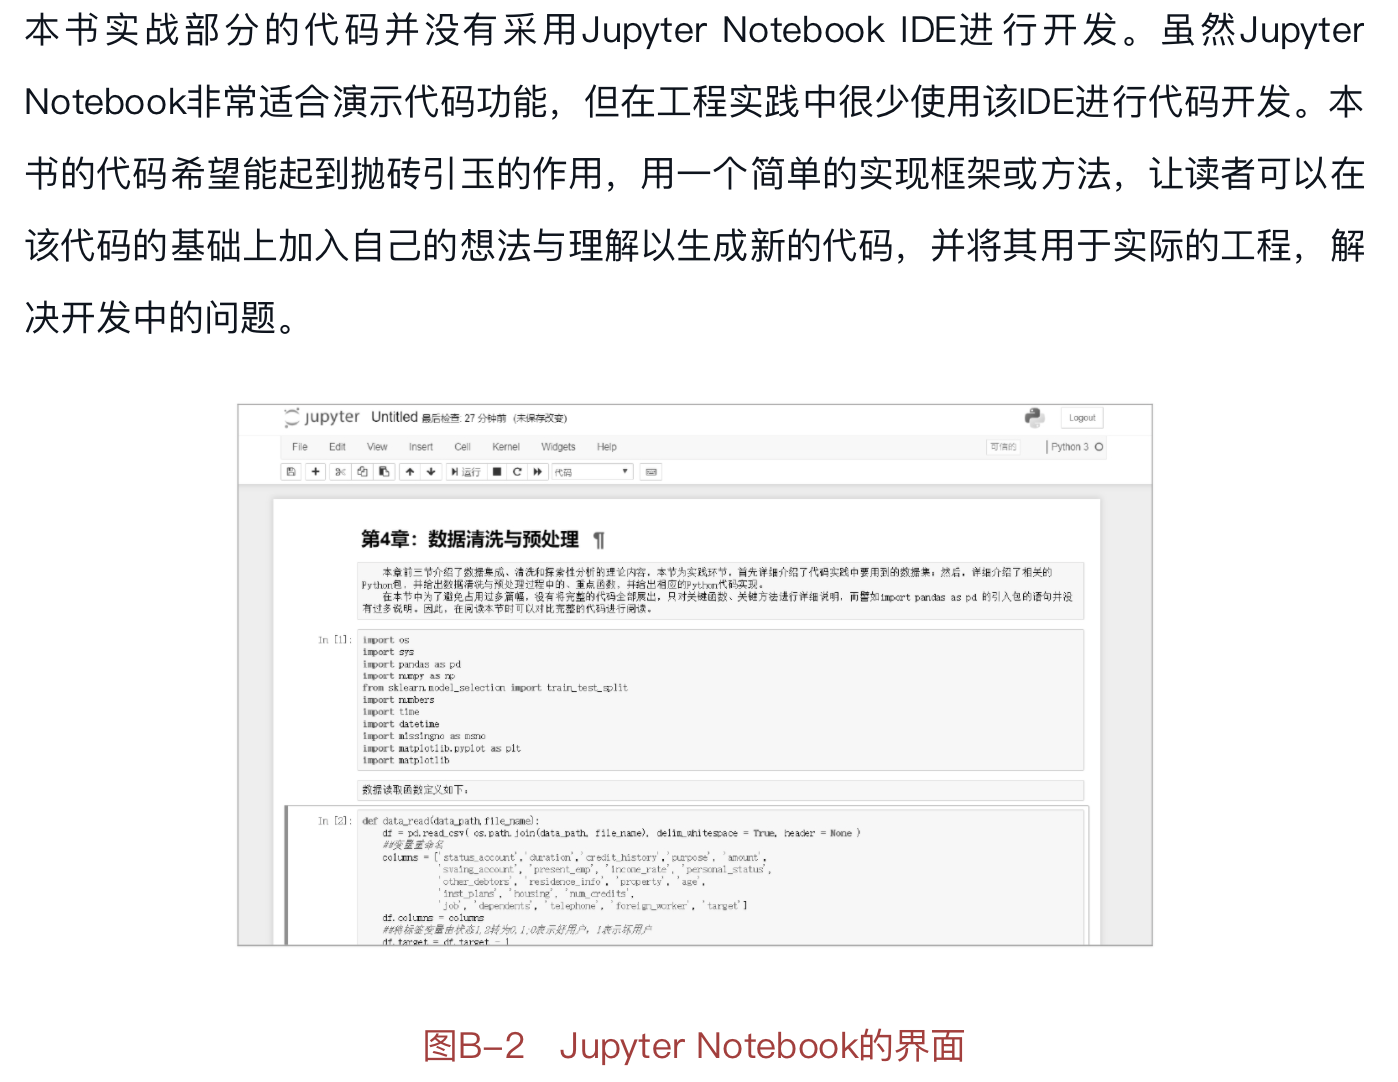 本书实战部分的代码并没有采用Jupyter Notebook IDE进行开发。虽然Jupyter
Notebook非常适合演示代码功能，但在工程实践中很少使用该IDE进行代码开发。本
书的代码希望能起到抛砖引玉的作用，用一个简单的实现框架或方法，让读者可以在
该代码的基础上加入自己的想法与理解以生成新的代码，并将其用于实际的工程，解
决开发中的问题。
jupyter Untitled 最后检查: 27 分钟前 (未保存改变)
Logout
File Edit View Insert Cell Kernel Widgets Help 可信的 Python 3
运行 代码
第4章：数据清洗与预处理 ¶
本章前三节介绍了数据集成、清洗和探索性分析的理论内容，本节为实践环节，首先详细介绍了代码实践中要用到的数据集；然后，详细介绍了相关的
Python包，并给出数据清洗与预处理过程中的、重点函数，并给出相应的Python代码实现。
在本节中为了避免占用过多篇幅，没有将完整的代码全部展出，只对关键函数、关键方法进行详细说明，而譬如import pandas as pd 的引入包的语句并没
有过多说明。因此，在阅读本节时可以对比完整的代码进行阅读。
In [1]: import os
import sys
import pandas as pd
import numpy as np
from sklearn.model_selection import train_test_split
import numbers
import time
import datetime
import missingno as msno
import matplotlib.pyplot as plt
import matplotlib
数据读取函数定义如下：
In [2]: def data_read(data_path,file_name):
df = pd.read_csv( os.path.join(data_path, file_name), delim_whitespace = True, header = None )
##变量重命名
columns = ['status_account','duration','credit_history','purpose', 'amount',
'svaing_account', 'present_emp', 'income_rate', 'personal_status',
'other_debtors', 'residence_info', 'property', 'age',
'inst_plans', 'housing', 'num_credits',
'job', 'dependents', 'telephone', 'foreign_worker', 'target']
df.columns = columns
##将标签变量由状态1,2转为0,1;0表示好用户，1表示坏用户
df.target = df.target - 1
图B-2 Jupyter Notebook的界面